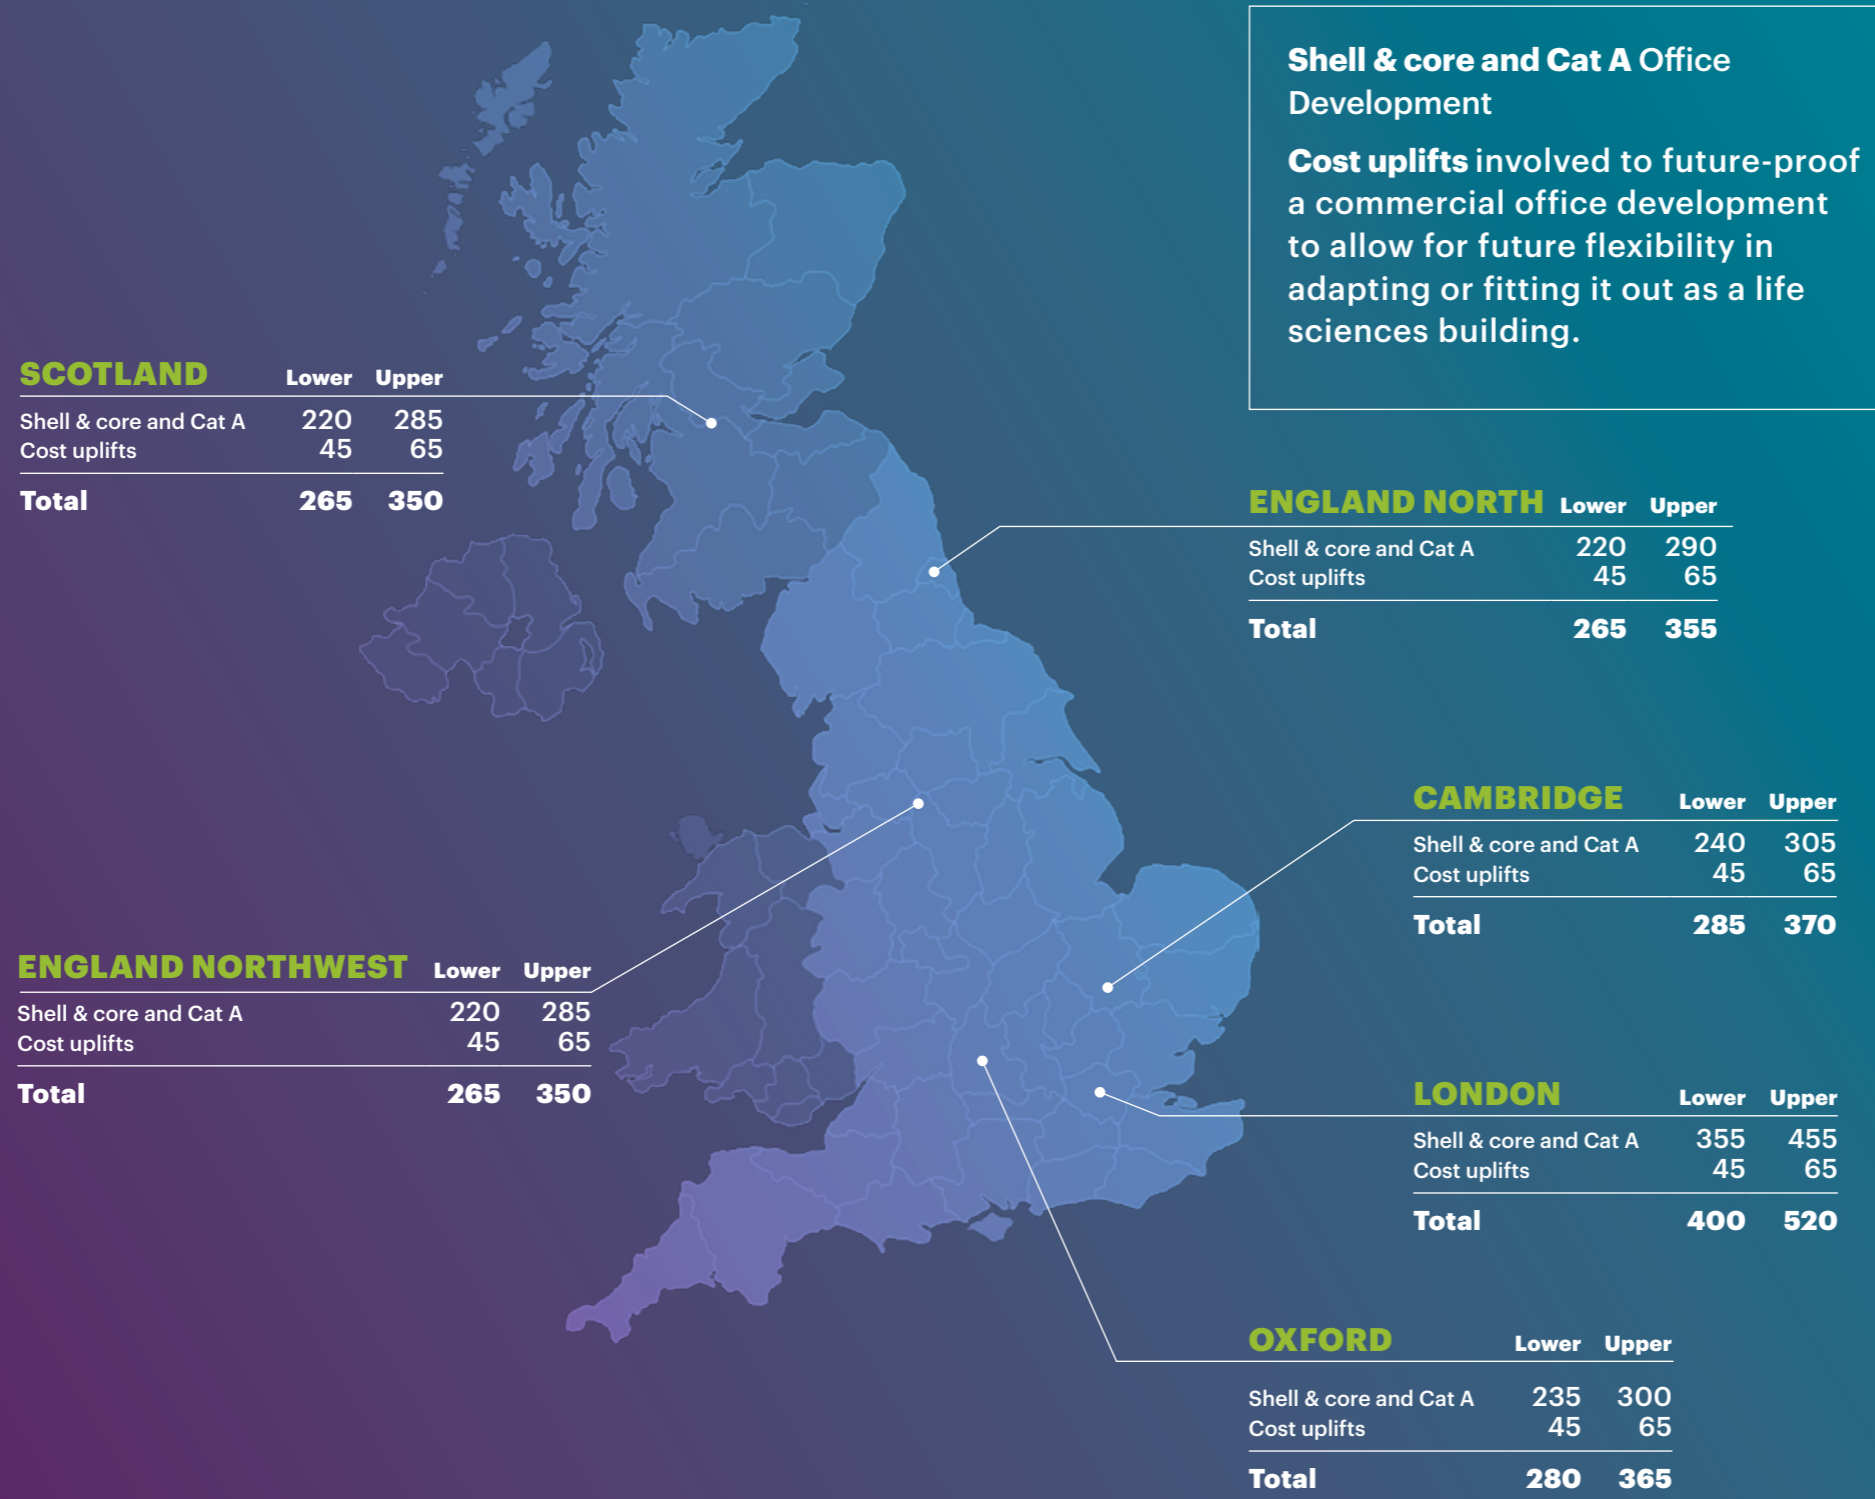 Shell & core and Cat A Office
Development
Cost uplifts involved to future-proof
a commercial office development
to allow for future flexibility in
adapting or fitting it out as a life
sciences building.
SCOTLAND Lower Upper
Shell & core and Cat A 220 285
Cost uplifts 45 65
Total 265 350
ENGLAND NORTH Lower Upper
Shell & core and Cat A 220 290
Cost uplifts 45 65
Total 265 355
CAMBRIDGE Lower Upper
Shell & core and Cat A 240 305
Cost uplifts 45 65
Total 285 370
ENGLAND NORTHWEST Lower Upper
Shell & core and Cat A 220 285
Cost uplifts 45 65
Total 265 350
LONDON Lower Upper
Shell & core and Cat A 355 455
Cost uplifts 45 65
Total 400 520
OXFORD Lower Upper
Shell & core and Cat A 235 300
Cost uplifts 45 65
Total 280 365